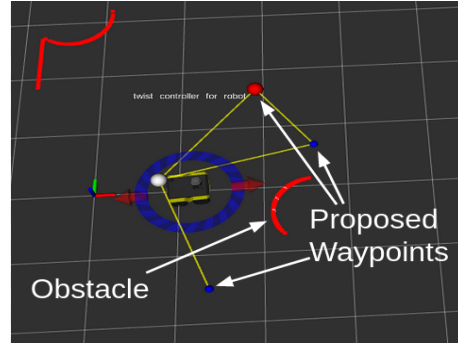 twist controller for robot
Proposed
Waypoints
Obstacle